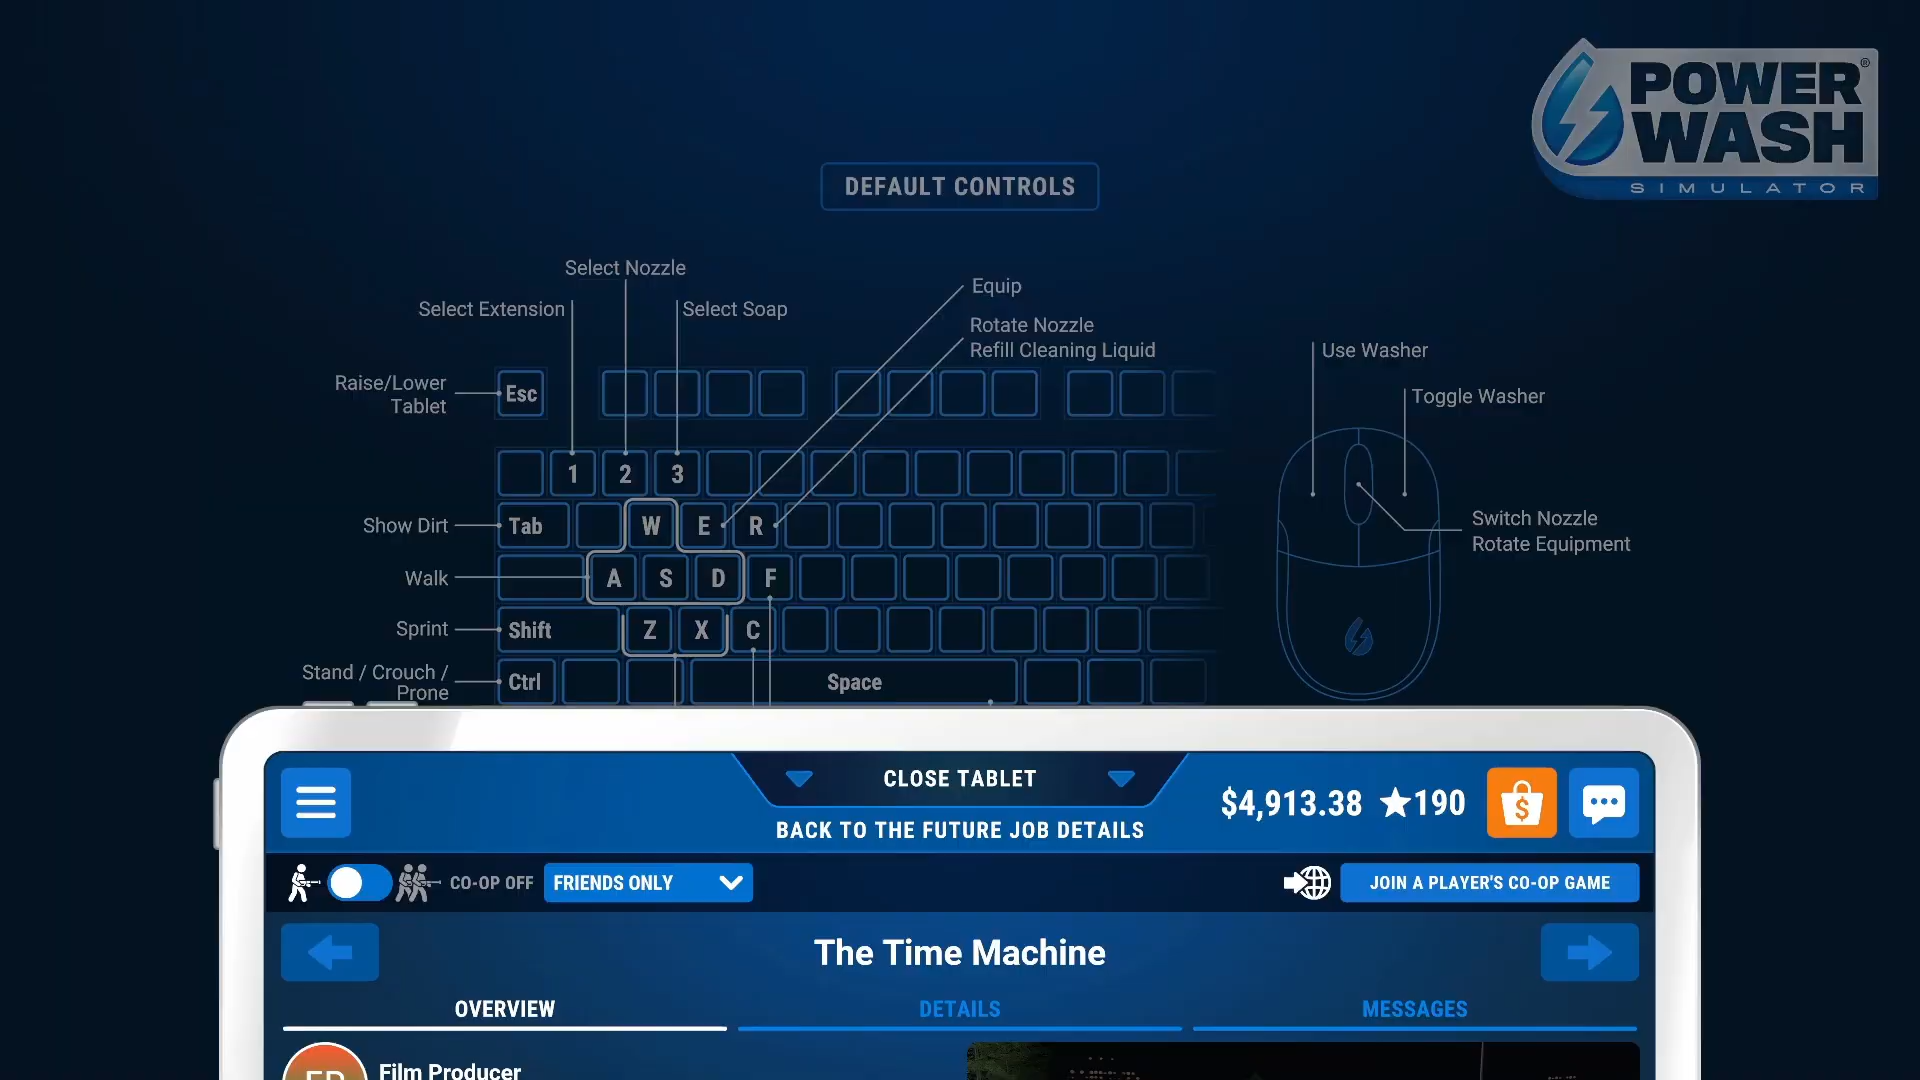 POWER®
WASH
SIMULATOR
DEFAULT CONTROLS
Select Nozzle
Select Extension
Select Soap
Equip
Rotate Nozzle
Refill Cleaning Liquid
Use Washer
Toggle Washer
Raise/Lower
Tablet
Esc
1 2 3
Show Dirt
Tab W E R
Switch Nozzle
Rotate Equipment
Walk
A S D F
Sprint
Shift Z X C
Stand / Crouch /
Prone
Ctrl Space
CLOSE TABLET
$4,913.38 190
BACK TO THE FUTURE JOB DETAILS
CO-OP OFF FRIENDS ONLY JOIN A PLAYER'S CO-OP GAME
The Time Machine
OVERVIEW DETAILS MESSAGES
FP Film Producer